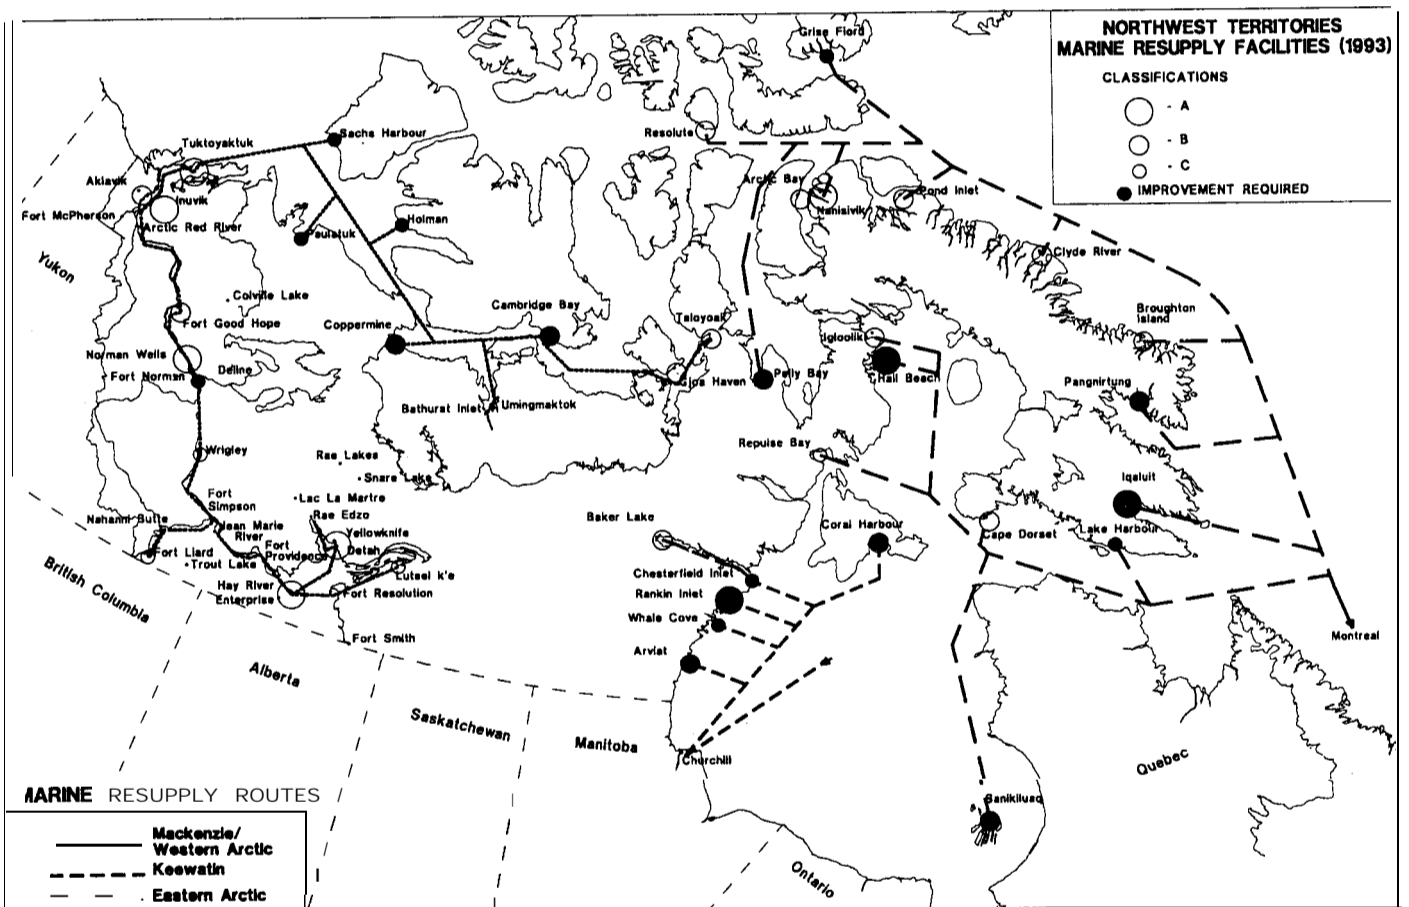 NORTHWEST TERRITORIES
MARINE RESUPPLY FACILITIES (1993)
CLASSIFICATIONS
- A
- B
- C
IMPROVEMENT REQUIRED
Grise Fiord
Sachs Harbour
Resolute
Tuktoyaktuk
Aklavik
Inuvik
Fort McPherson
Arctic Red River
Holman
Paulatuk
Arctic Bay
Nanisivik
Pond Inlet
Clyde River
Yukon
Colville Lake
Fort Good Hope
Coppermine
Cambridge Bay
Taloyoak
Igloolik
Broughton
Island
Norman Wells
Fort Norman
Deline
Gjoa Haven
Pelly Bay
Hall Beach
Pangnirtung
Bathurst Inlet
Umingmaktok
Wrigley
Rae Lakes
Snare Lake
Repulse Bay
Lac La Martre
Iqaluit
Fort
Simpson
Nahanni Butte
Jean Marie
River
Rae Edzo
Yellowknife
Detah
Fort
Providence
Baker Lake
Coral Harbour
Cape Dorset
Lake Harbour
Fort Liard
Trout Lake
Lutsel k'e
Hay River
Enterprise
Fort Resolution
Chesterfield Inlet
Rankin Inlet
Whale Cove
Arviat
British Columbia
Fort Smith
Montreal
Alberta
Saskatchewan
Manitoba
Churchill
Quebec
Sanikiluaq
Ontario
MARINE RESUPPLY ROUTES
Mackenzie/
Western Arctic
Keewatin
Eastern Arctic